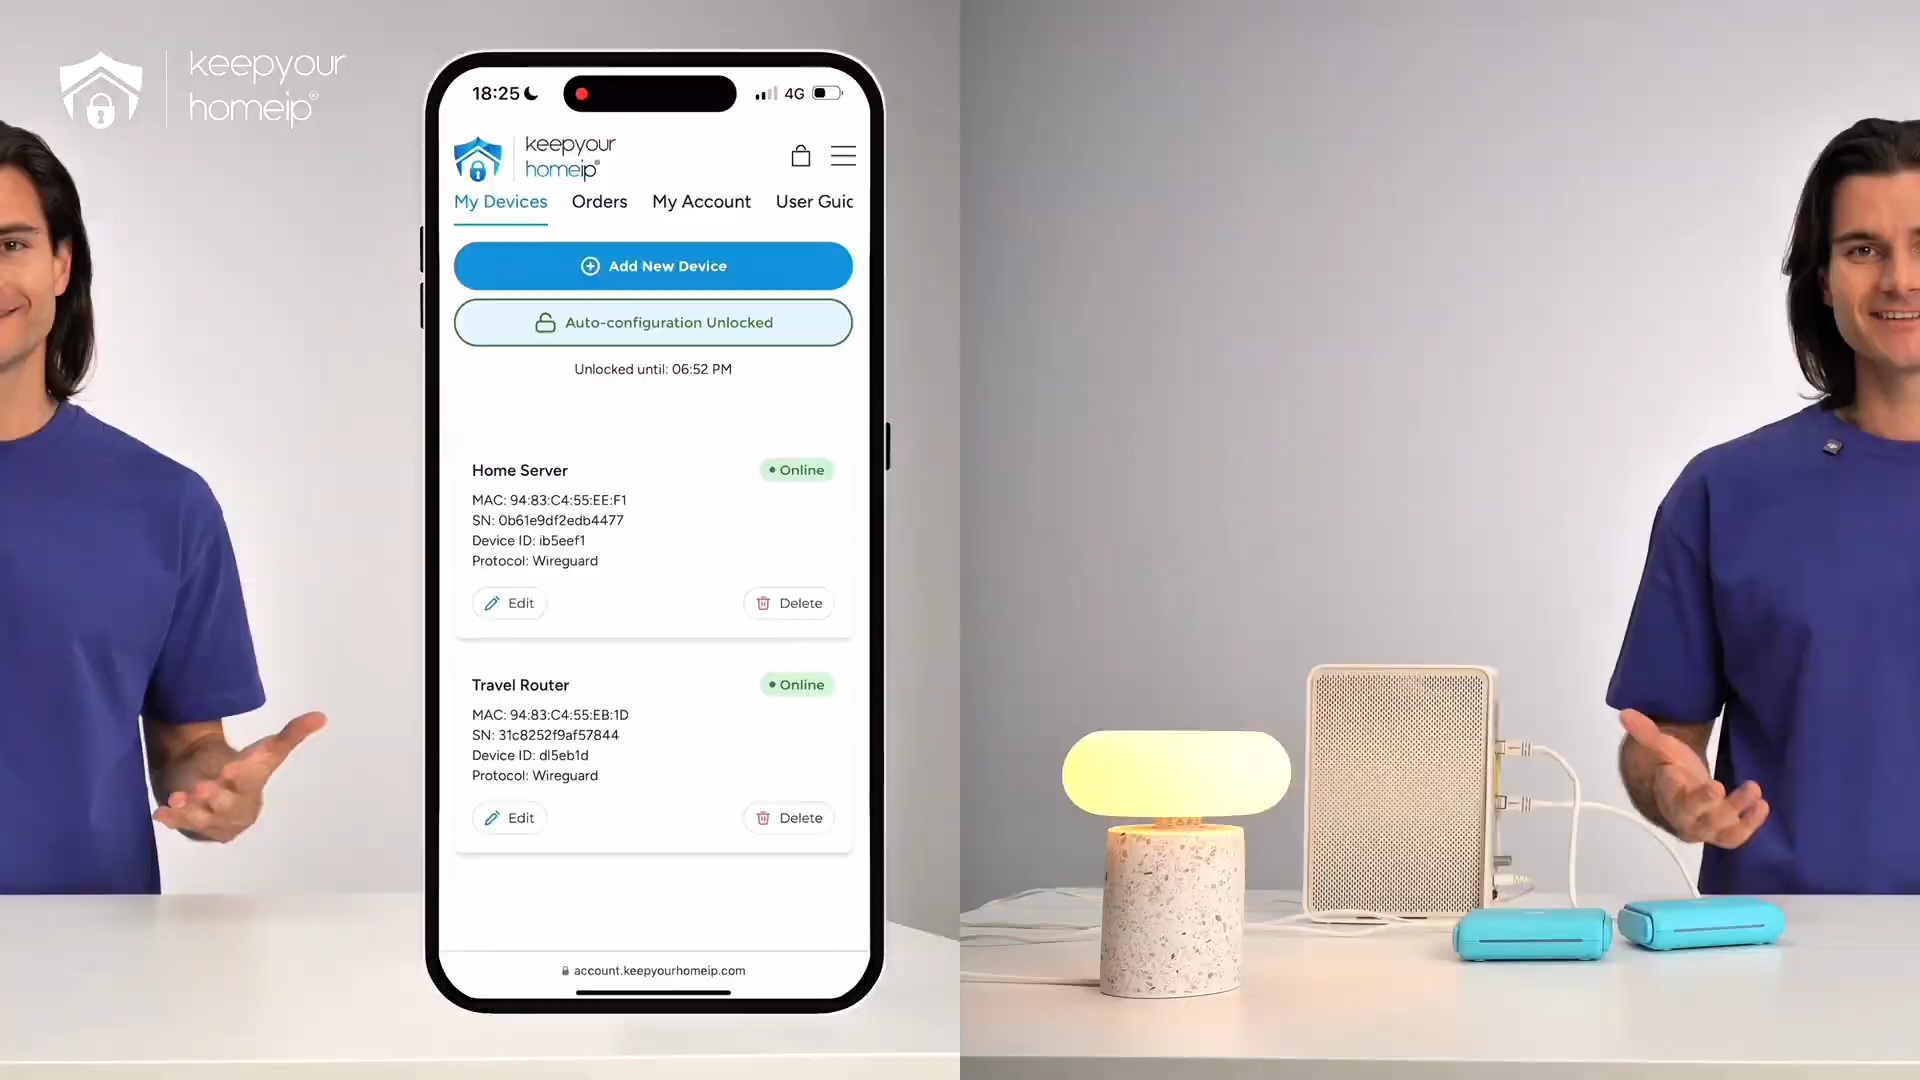 keepyour
homeip®
18:25
4G
keepyour
homeip®
My Devices Orders My Account User Guid
Add New Device
Auto-configuration Unlocked
Unlocked until: 06:52 PM
Home Server
Online
MAC: 94:83:C4:55:EE:F1
SN: 0b61e9df2edb4477
Device ID: ib5eef1
Protocol: Wireguard
Edit
Delete
Travel Router
Online
MAC: 94:83:C4:55:EB:1D
SN: 31c8252f9af57844
Device ID: dl5eb1d
Protocol: Wireguard
Edit
Delete
account.keepyourhomeip.com